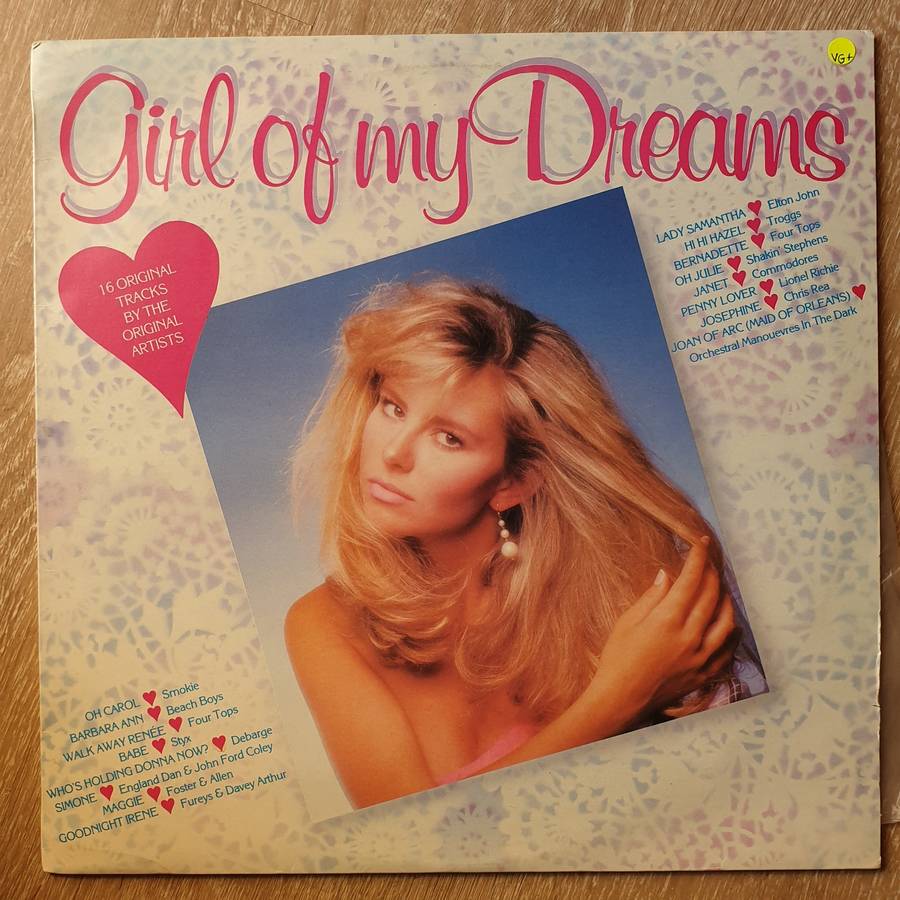 VG+
Girl of my Dreams
16 ORIGINAL
TRACKS
BY THE
ORIGINAL
ARTISTS
LADY SAMANTHA ♥ Elton John
HI HI HAZEL ♥ Troggs
BERNADETTE ♥ Four Tops
OH JULIE ♥ Shakin' Stephens
JANET ♥ Commodores
PENNY LOVER ♥ Lionel Richie
JOSEPHINE ♥ Chris Rea
JOAN OF ARC (MAID OF ORLEANS) ♥
Orchestral Manouevres In The Dark
OH CAROL ♥ Smokie
BARBARA ANN ♥ Beach Boys
WALK AWAY RENÉE ♥ Four Tops
BABE ♥ Styx
WHO'S HOLDING DONNA NOW? ♥ Debarge
SIMONE ♥ England Dan & John Ford Coley
MAGGIE ♥ Foster & Allen
GOODNIGHT IRENE ♥ Fureys & Davey Arthur